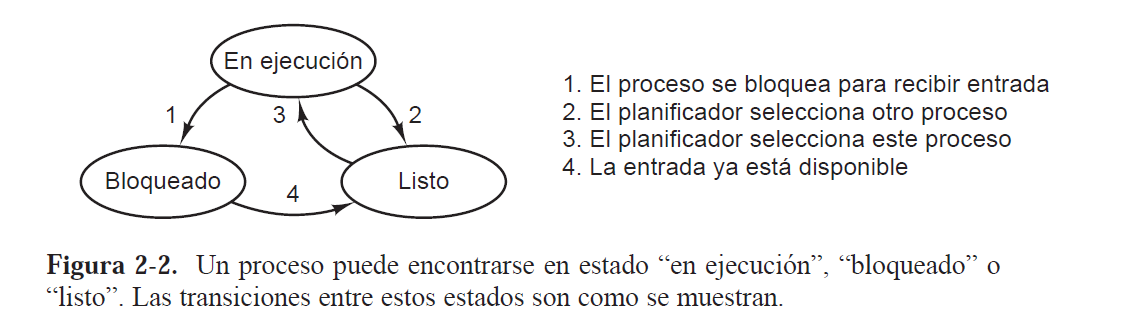 En ejecución
1
3
2
Bloqueado
4
Listo
1. El proceso se bloquea para recibir entrada
2. El planificador selecciona otro proceso
3. El planificador selecciona este proceso
4. La entrada ya está disponible
Figura 2-2. Un proceso puede encontrarse en estado “en ejecución”, “bloqueado” o
“listo”. Las transiciones entre estos estados son como se muestran.